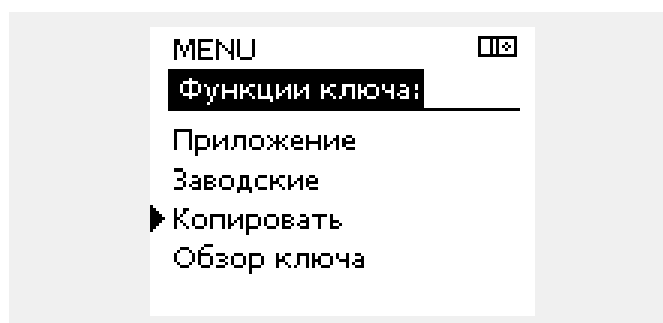 MENU
Функции ключа:
Приложение
Заводские
Копировать
Обзор ключа